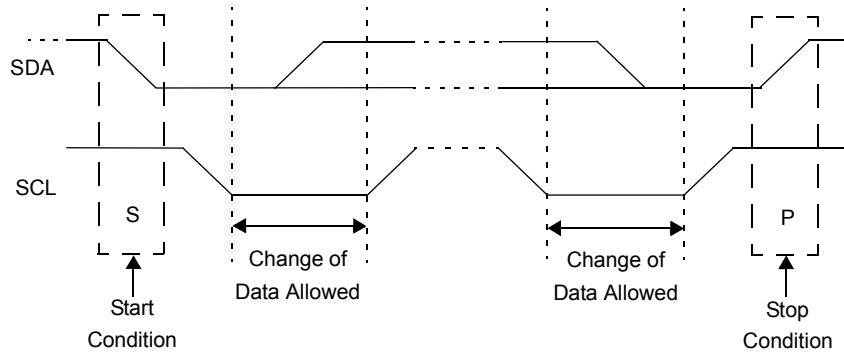 SDA
SCL
S
P
Change of
Data Allowed
Change of
Data Allowed
Start
Condition
Stop
Condition